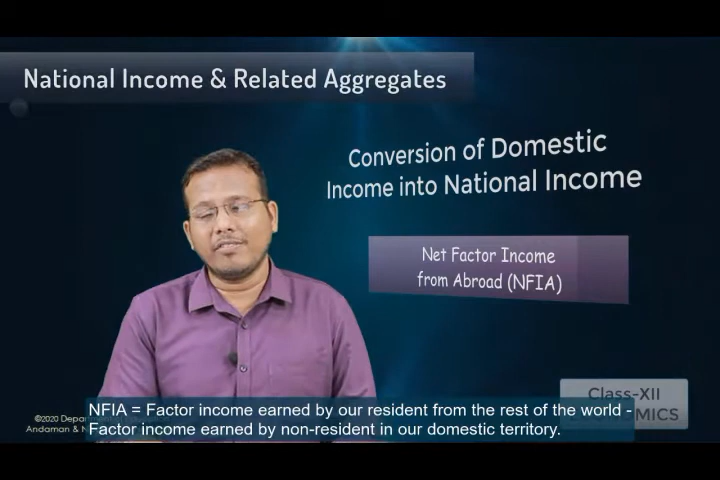 National Income & Related Aggregates
Conversion of Domestic
Income into National Income
Net Factor Income
from Abroad (NFIA)
Class-XII
NFIA = Factor income earned by our resident from the rest of the world -
Factor income earned by non-resident in our domestic territory.
©2020
Andaman &